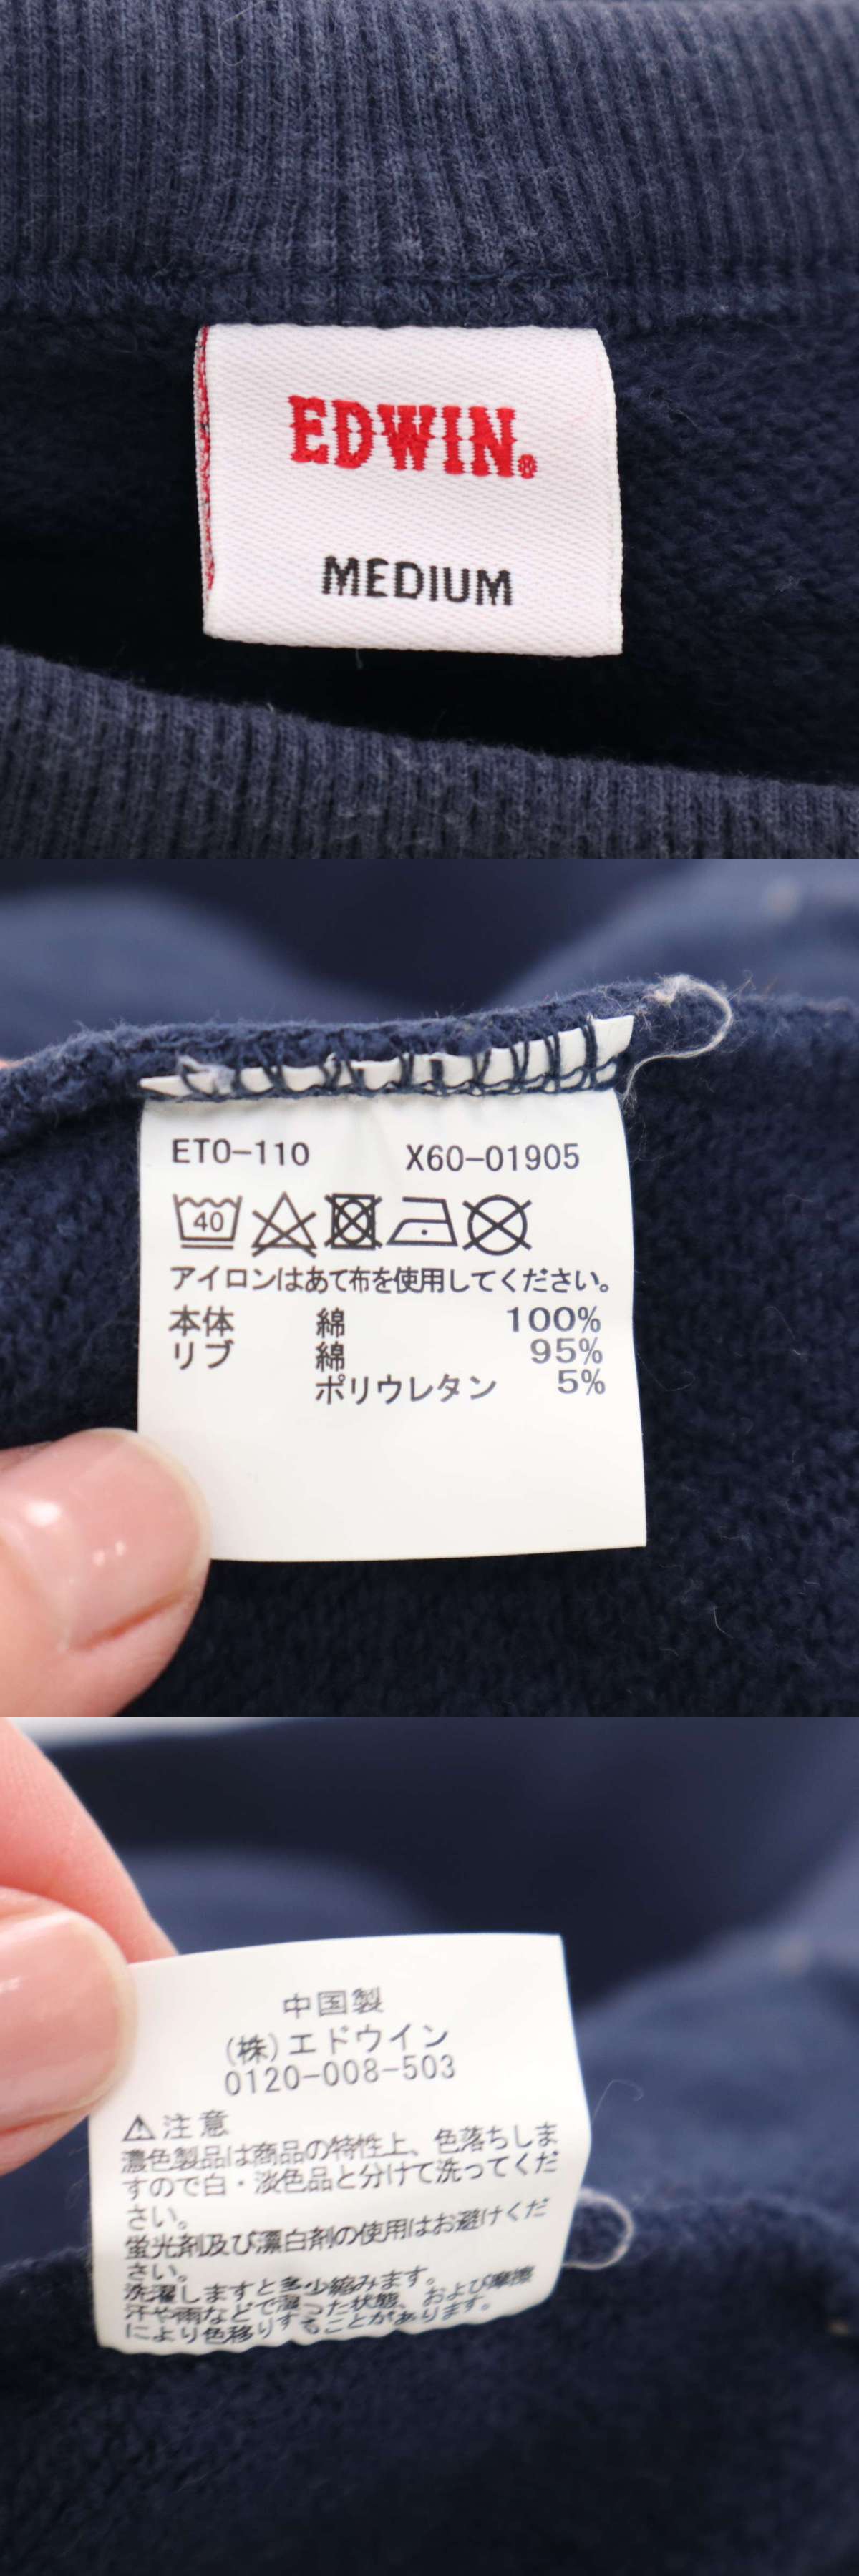 EDWIN®
MEDIUM
ETO-110 X60-01905
40
アイロンはあて布を使用してください。
本体 綿 100%
リブ 綿 95%
ポリウレタン 5%
中国製
(株)エドウイン
0120-008-503
注意
濃色製品は商品の特性上、色落ちしま
すので白・淡色品と分けて洗ってくだ
さい。
蛍光剤及び漂白剤の使用はお避けくだ
さい。
洗濯しますと多少縮みます。
汗や雨などで湿った状態、および摩擦
により色移りすることがあります。